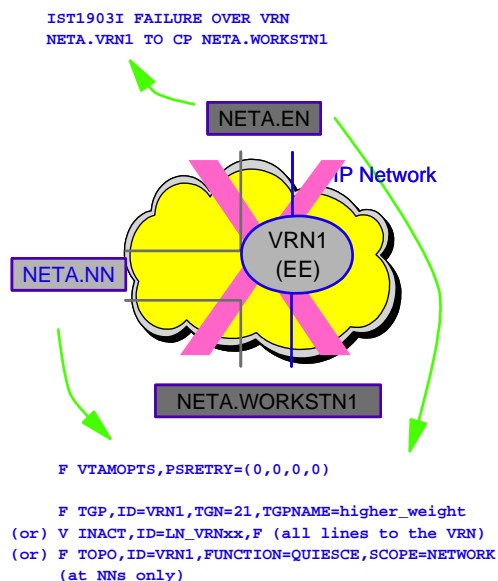 IST1903I FAILURE OVER VRN
NETA.VRN1 TO CP NETA.WORKSTN1
NETA.EN
IP Network
VRN1
(EE)
NETA.NN
NETA.WORKSTN1
F VTAMOPTS,PSRETRY=(0,0,0,0)
F TGP,ID=VRN1,TGN=21,TGPNAME=higher_weight
(or) V INACT,ID=LN_VRNxx,F (all lines to the VRN)
(or) F TOPO,ID=VRN1,FUNCTION=QUIESCE,SCOPE=NETWORK
(at NNs only)